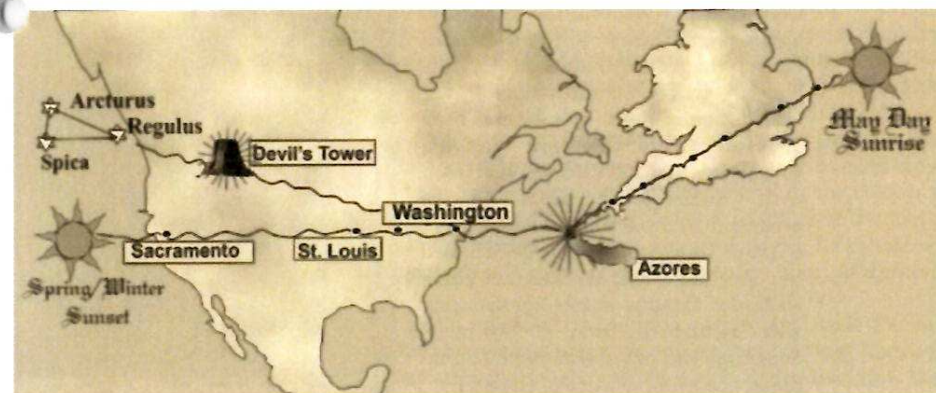 Arcturus
Regulus
Spica
Devil's Tower
May Day
Sunrise
Washington
Sacramento
St. Louis
Azores
Spring/Winter
Sunset